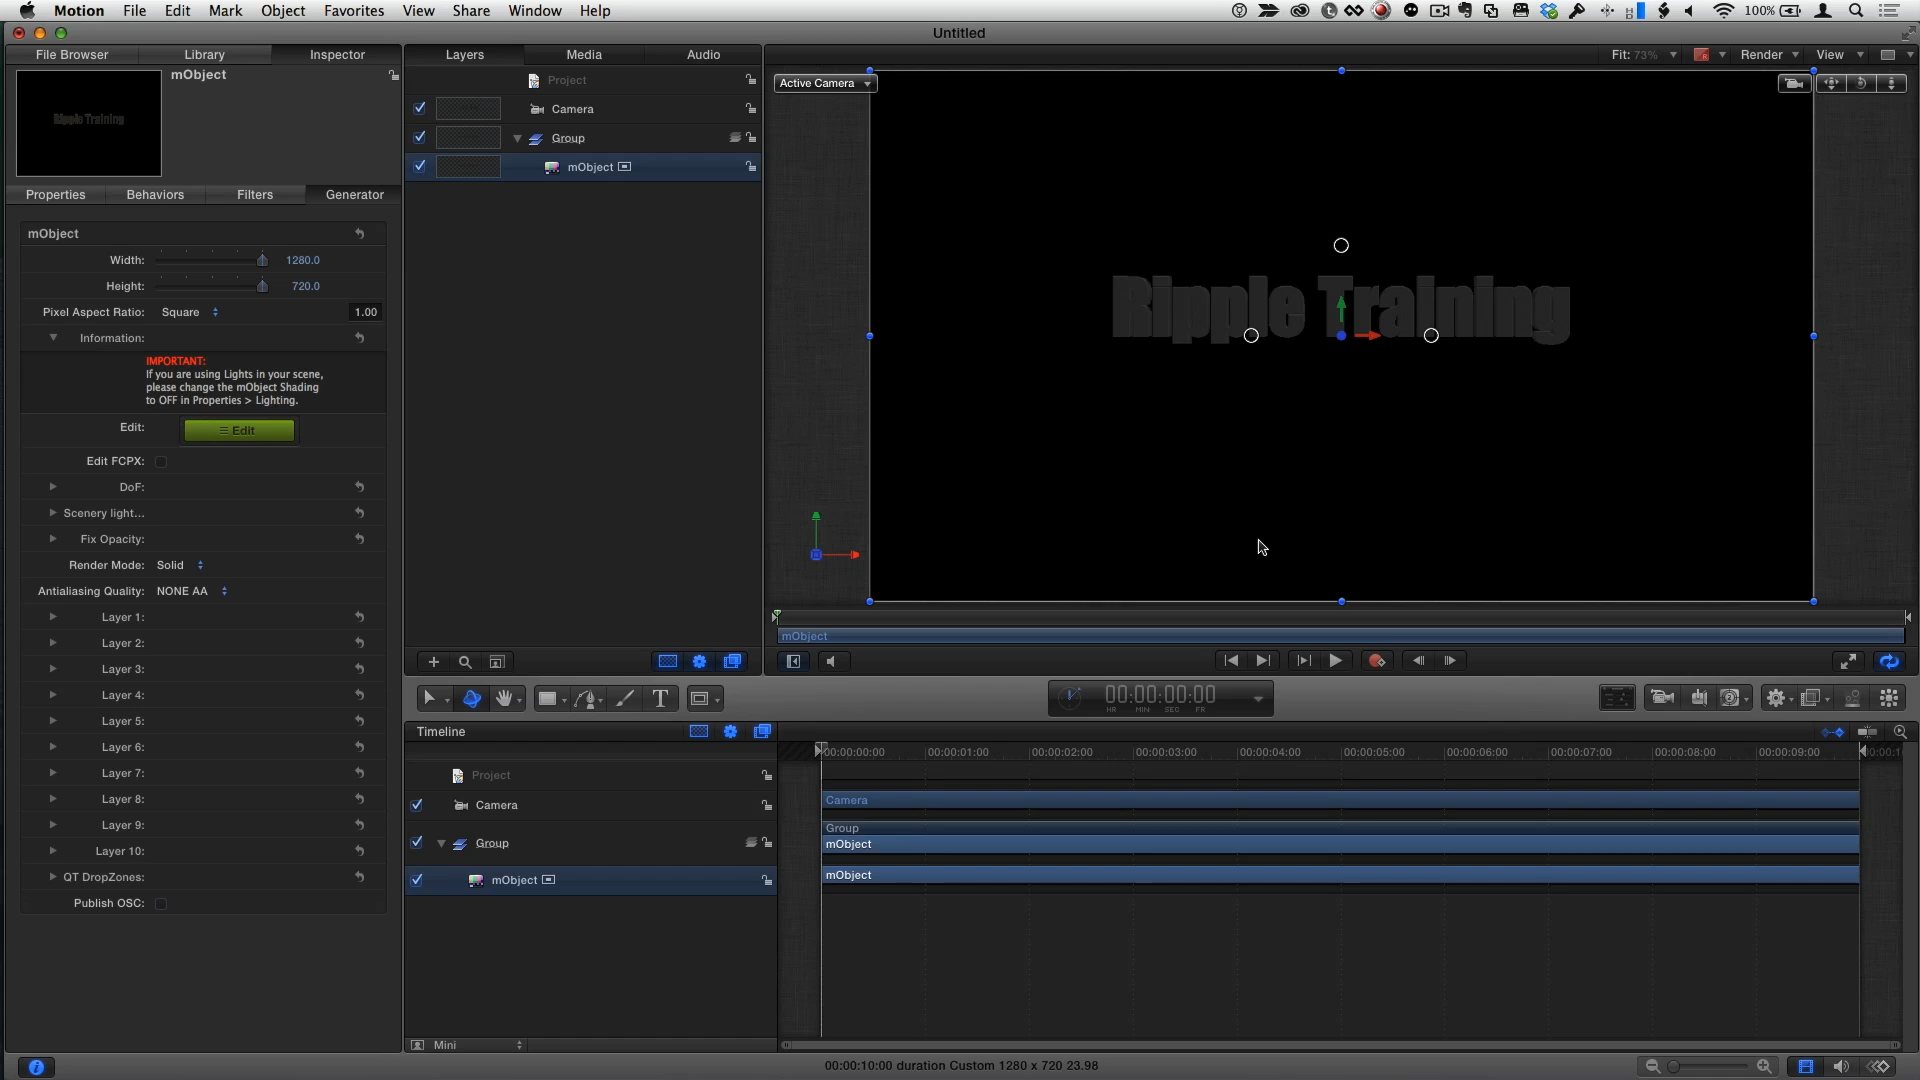 Motion File Edit Mark Object Favorites View Share Window Help
100%
Untitled
File Browser Library Inspector
Layers Media Audio
Fit: 73% Render View
mObject
Ripple Training
Project
Camera
Group
mObject
Active Camera
Ripple Training
Properties Behaviors Filters Generator
mObject
Width: 1280.0
Height: 720.0
Pixel Aspect Ratio: Square 1.00
Information:
IMPORTANT:
If you are using Lights in your scene,
please change the mObject Shading
to OFF in Properties > Lighting.
Edit: Edit
Edit FCPX:
DoF:
Scenery light...
Fix Opacity:
Render Mode: Solid
Antialiasing Quality: NONE AA
Layer 1:
Layer 2:
Layer 3:
Layer 4:
Layer 5:
Layer 6:
Layer 7:
Layer 8:
Layer 9:
Layer 10:
QT DropZones:
Publish OSC:
mObject
T
00:00:00:00
HR MIN SEC FR
Timeline
00:00:00:00 00:00:01:00 00:00:02:00 00:00:03:00 00:00:04:00 00:00:05:00 00:00:06:00 00:00:07:00 00:00:08:00 00:00:09:00
Project
Camera
Group
mObject
Camera
Group
mObject
mObject
Mini
00:00:10:00 duration Custom 1280 x 720 23.98